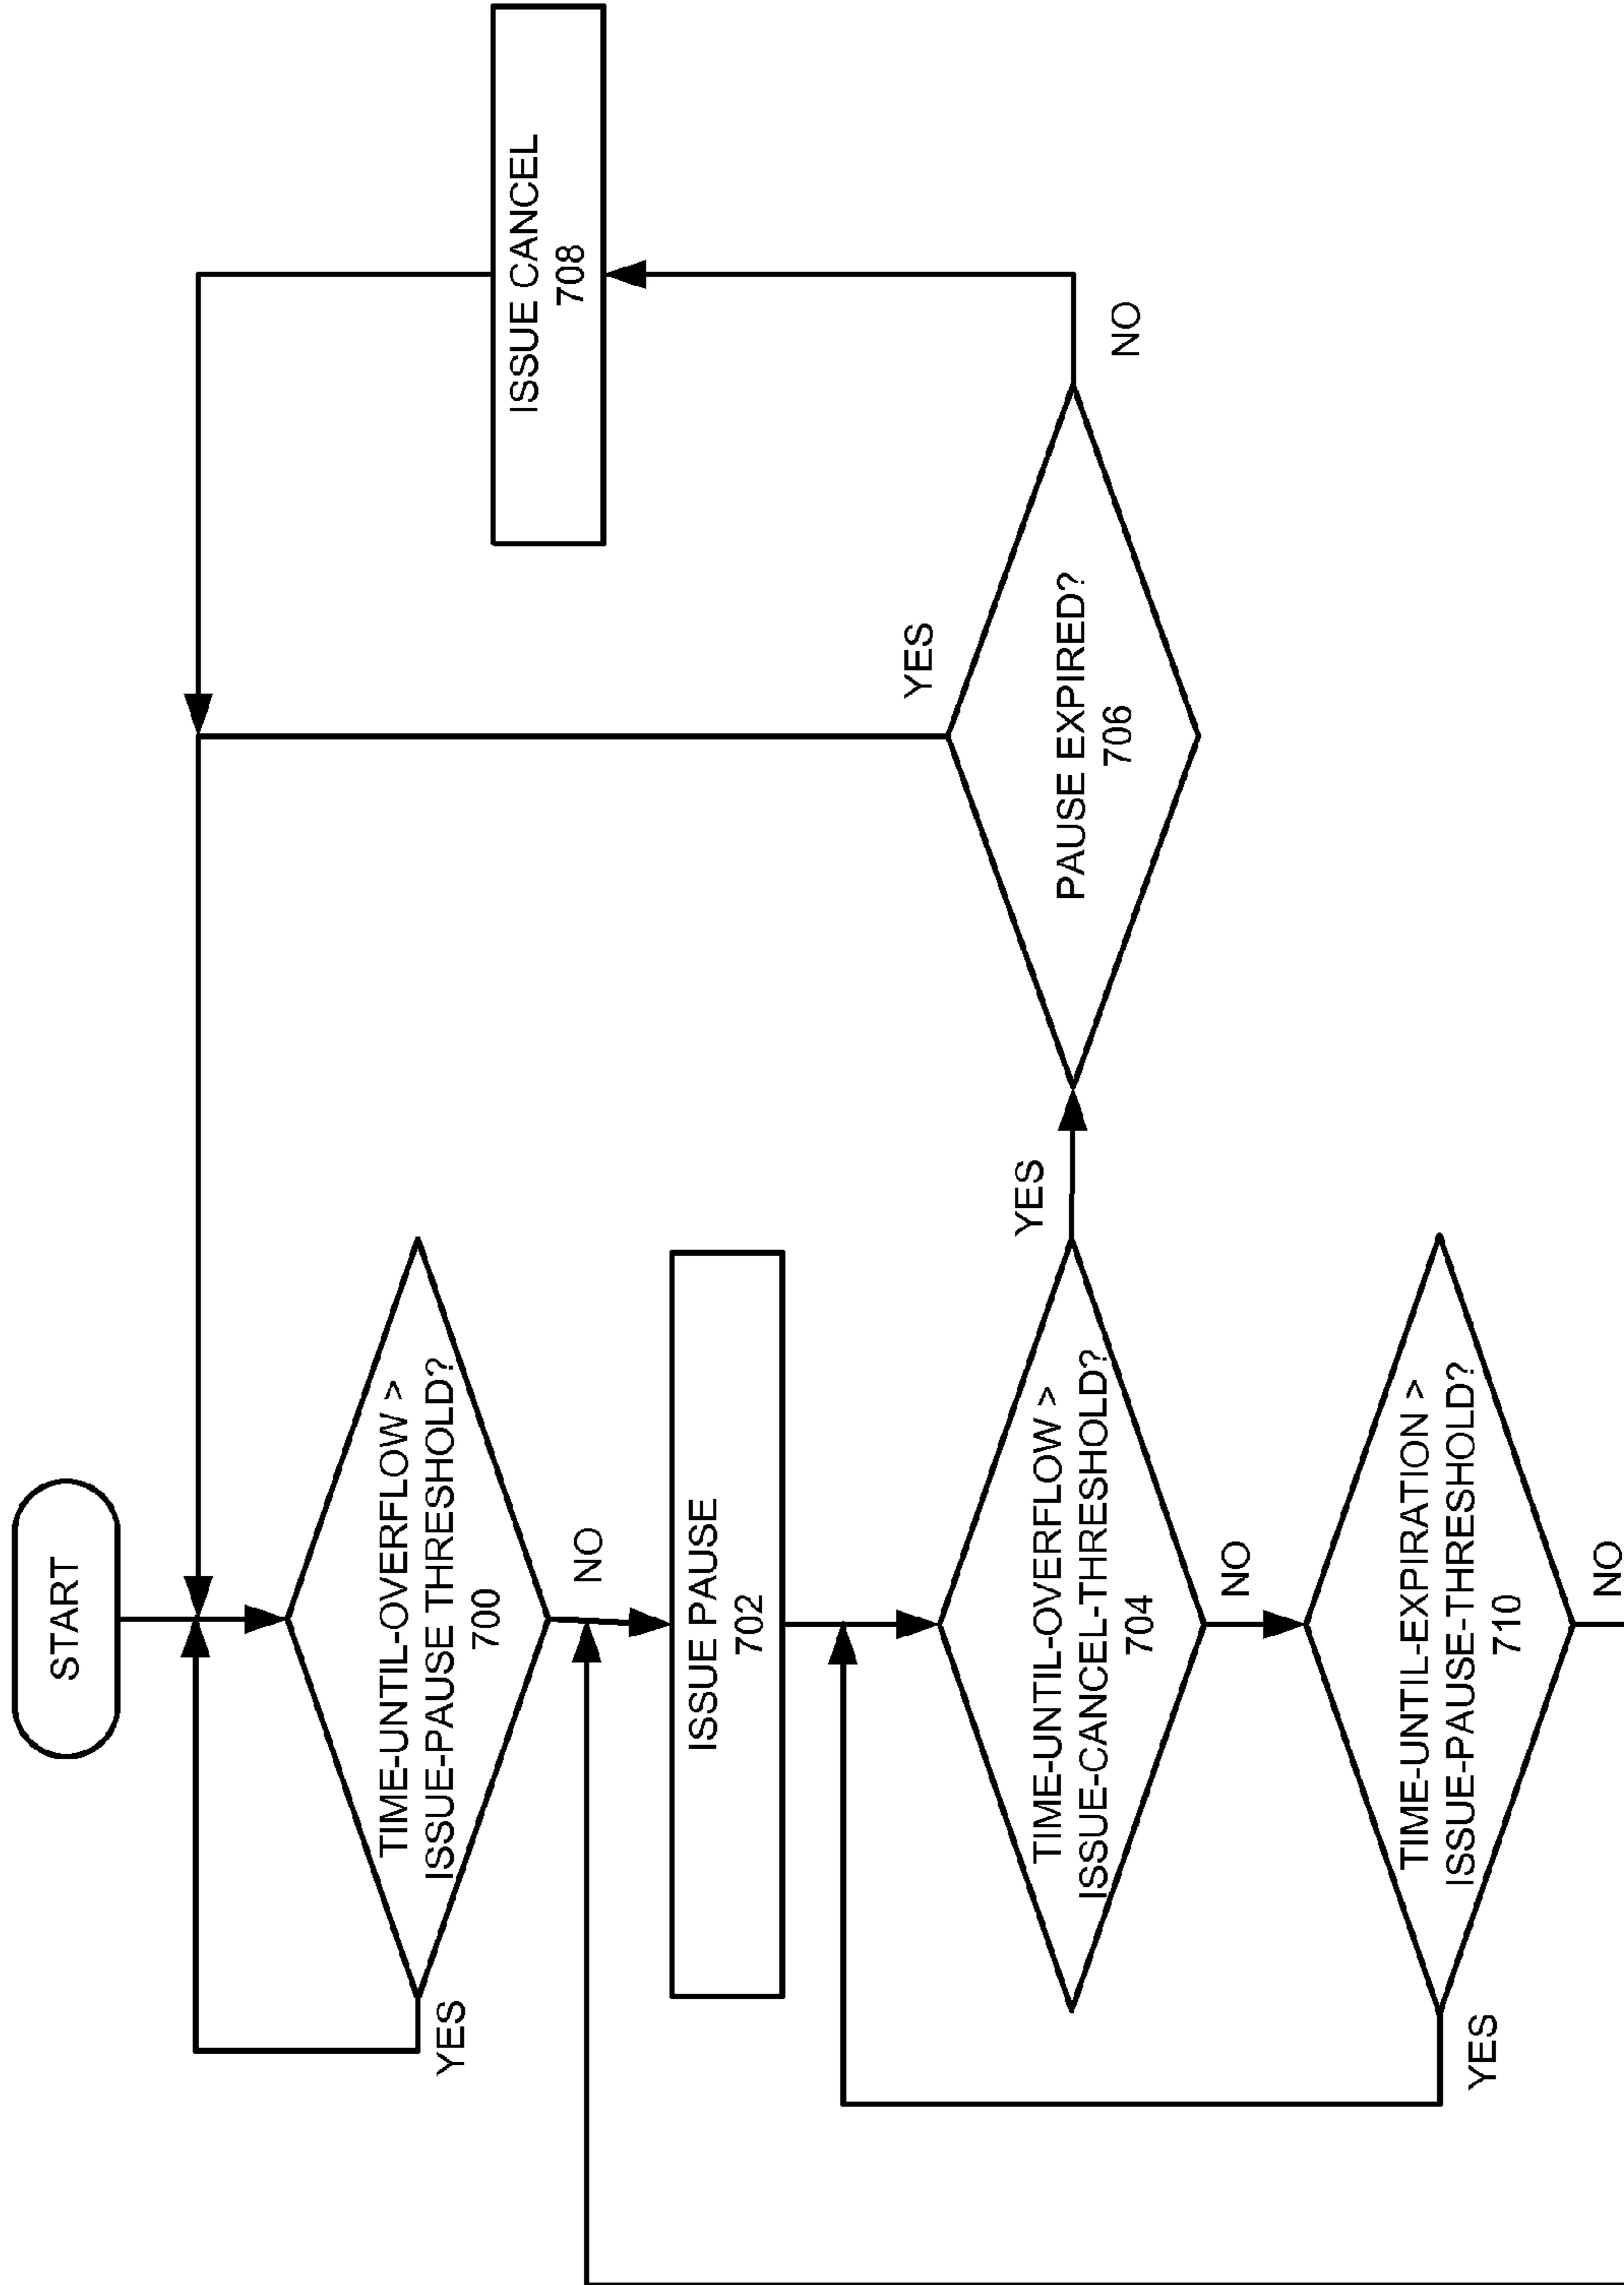 START
TIME-UNTIL-OVERFLOW >
ISSUE-PAUSE THRESHOLD?
700
YES
NO
ISSUE PAUSE
702
TIME-UNTIL-OVERFLOW >
ISSUE-CANCEL-THRESHOLD?
704
YES
NO
PAUSE EXPIRED?
706
YES
NO
ISSUE CANCEL
708
TIME-UNTIL-EXPIRATION >
ISSUE-PAUSE-THRESHOLD?
710
YES
NO